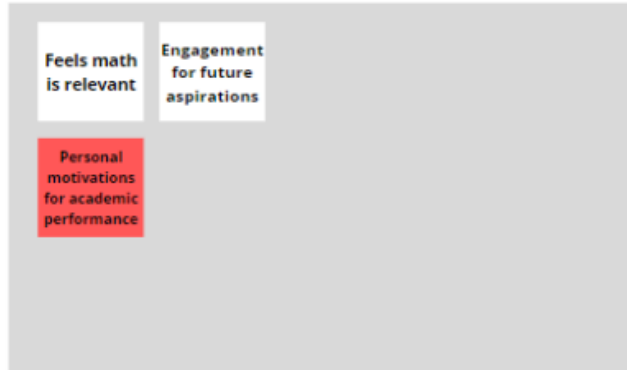 Feels math
is relevant
Engagement
for future
aspirations
Personal
motivations
for academic
performance